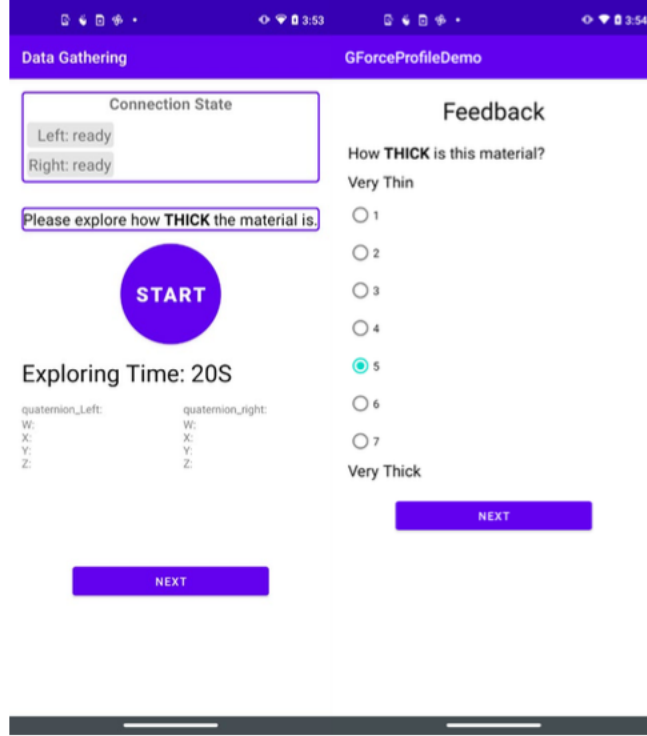 3:53
Data Gathering
Connection State
Left: ready
Right: ready
Please explore how THICK the material is.
START
Exploring Time: 20S
quaternion_Left:
W:
X:
Y:
Z:
quaternion_right:
W:
X:
Y:
Z:
NEXT
3:54
GForceProfileDemo
Feedback
How THICK is this material?
Very Thin
1
2
3
4
5
6
7
Very Thick
NEXT